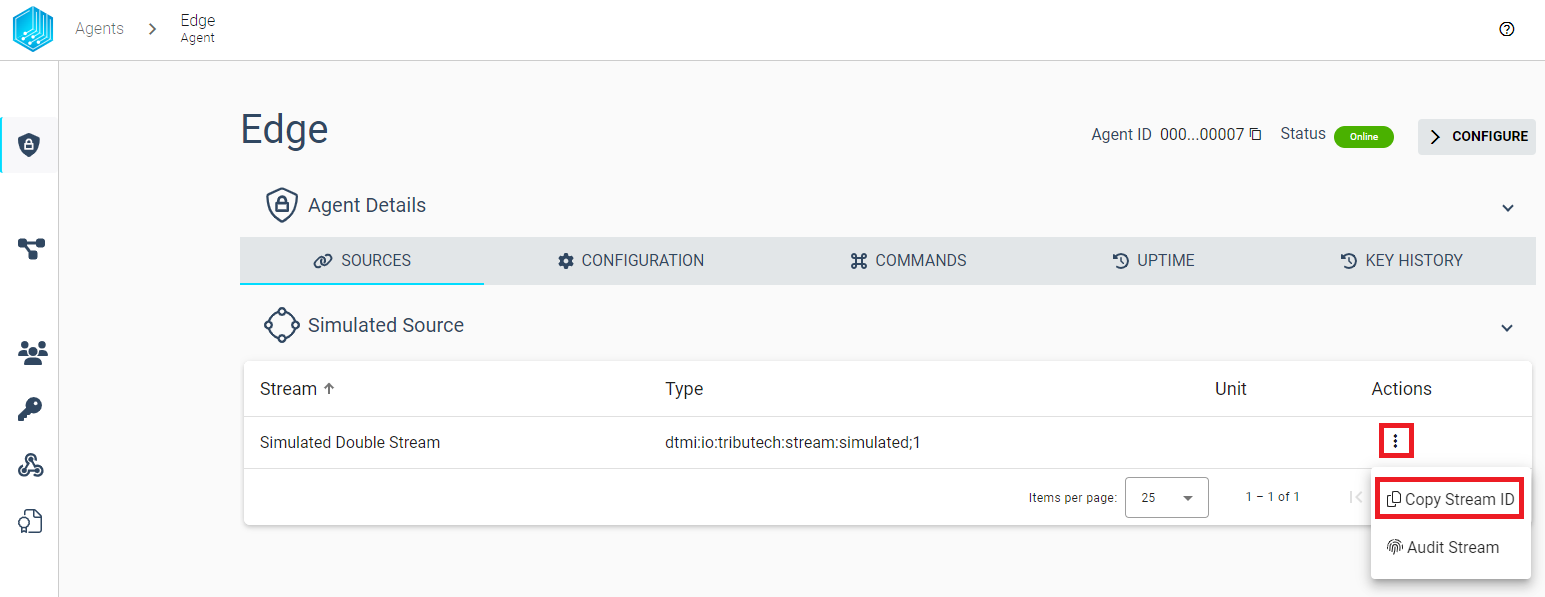 Agents
Edge
Agent
Edge
Agent ID 000...00007 Status Online CONFIGURE
Agent Details
SOURCES CONFIGURATION COMMANDS UPTIME KEY HISTORY
Simulated Source
Stream Type Unit Actions
Simulated Double Stream dtmi:io:tributech:stream:simulated;1
Items per page: 25 1 – 1 of 1
Copy Stream ID
Audit Stream